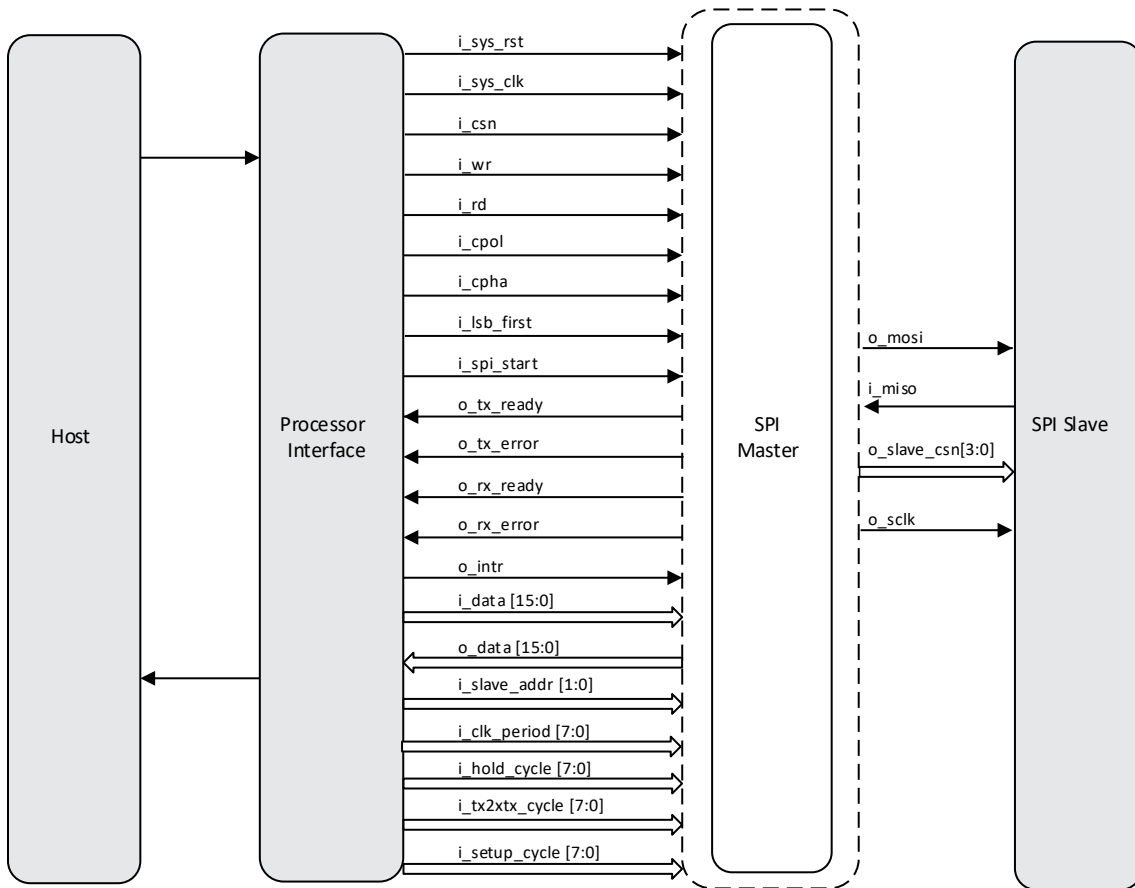 Host
Processor
Interface
i_sys_rst
i_sys_clk
i_csn
i_wr
i_rd
i_cpol
i_cpha
i_lsb_first
i_spi_start
o_tx_ready
o_tx_error
o_rx_ready
o_rx_error
o_intr
i_data [15:0]
o_data [15:0]
i_slave_addr [1:0]
i_clk_period [7:0]
i_hold_cycle [7:0]
i_tx2xtx_cycle [7:0]
i_setup_cycle [7:0]
SPI
Master
o_mosi
i_miso
o_slave_csn[3:0]
o_sclk
SPI Slave